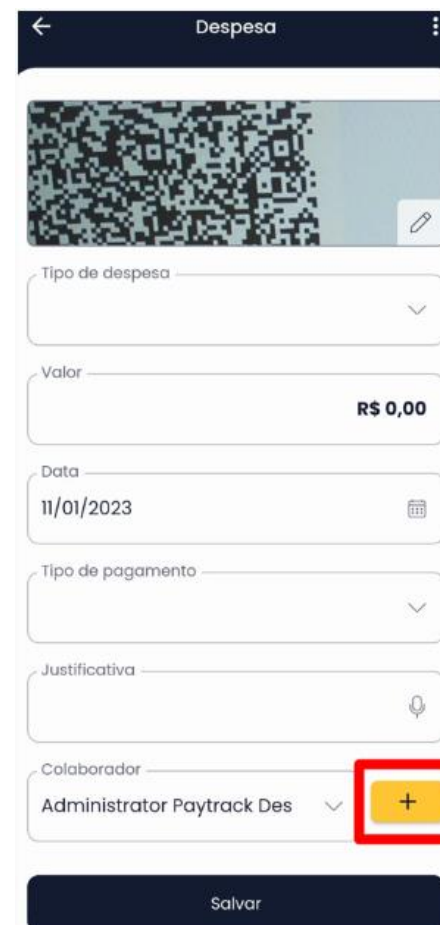 Despesa
Tipo de despesa
Valor
R$ 0,00
Data
11/01/2023
Tipo de pagamento
Justificativa
Colaborador
Administrator Paytrack Des
+
Salvar